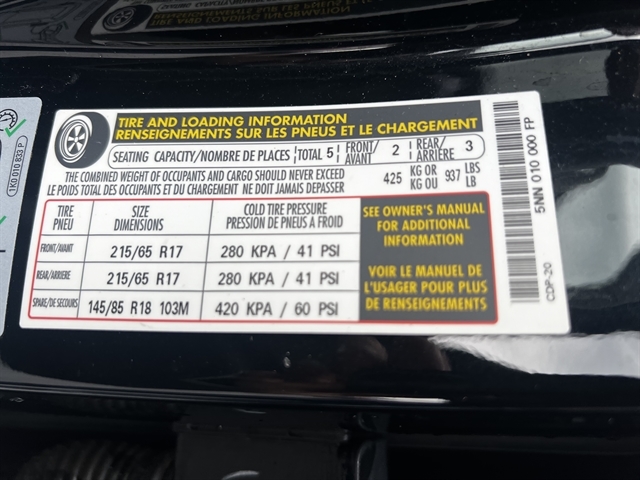 TIRE AND LOADING INFORMATION
RENSEIGNEMENTS SUR LES PNEUS ET LE CHARGEMENT
SEATING CAPACITY/NOMBRE DE PLACES TOTAL 5 FRONT/AVANT 2 REAR/ARRIÈRE 3
THE COMBINED WEIGHT OF OCCUPANTS AND CARGO SHOULD NEVER EXCEED
LE POIDS TOTAL DES OCCUPANTS ET DU CHARGEMENT NE DOIT JAMAIS DEPASSER
425 KG OR KG OU 937 LBS LB
TIRE PNEU
SIZE DIMENSIONS
COLD TIRE PRESSURE
PRESSION DE PNEUS A FROID
FRONT/AVANT 215/65 R17 280 KPA / 41 PSI
REAR/ARRIERE 215/65 R17 280 KPA / 41 PSI
SPARE/DE SECOURS 145/85 R18 103M 420 KPA / 60 PSI
SEE OWNER'S MANUAL
FOR ADDITIONAL
INFORMATION
VOIR LE MANUEL DE
L'USAGER POUR PLUS
DE RENSEIGNEMENTS
5NN 010 000 FP
CDP-20
1K0 010 833 P